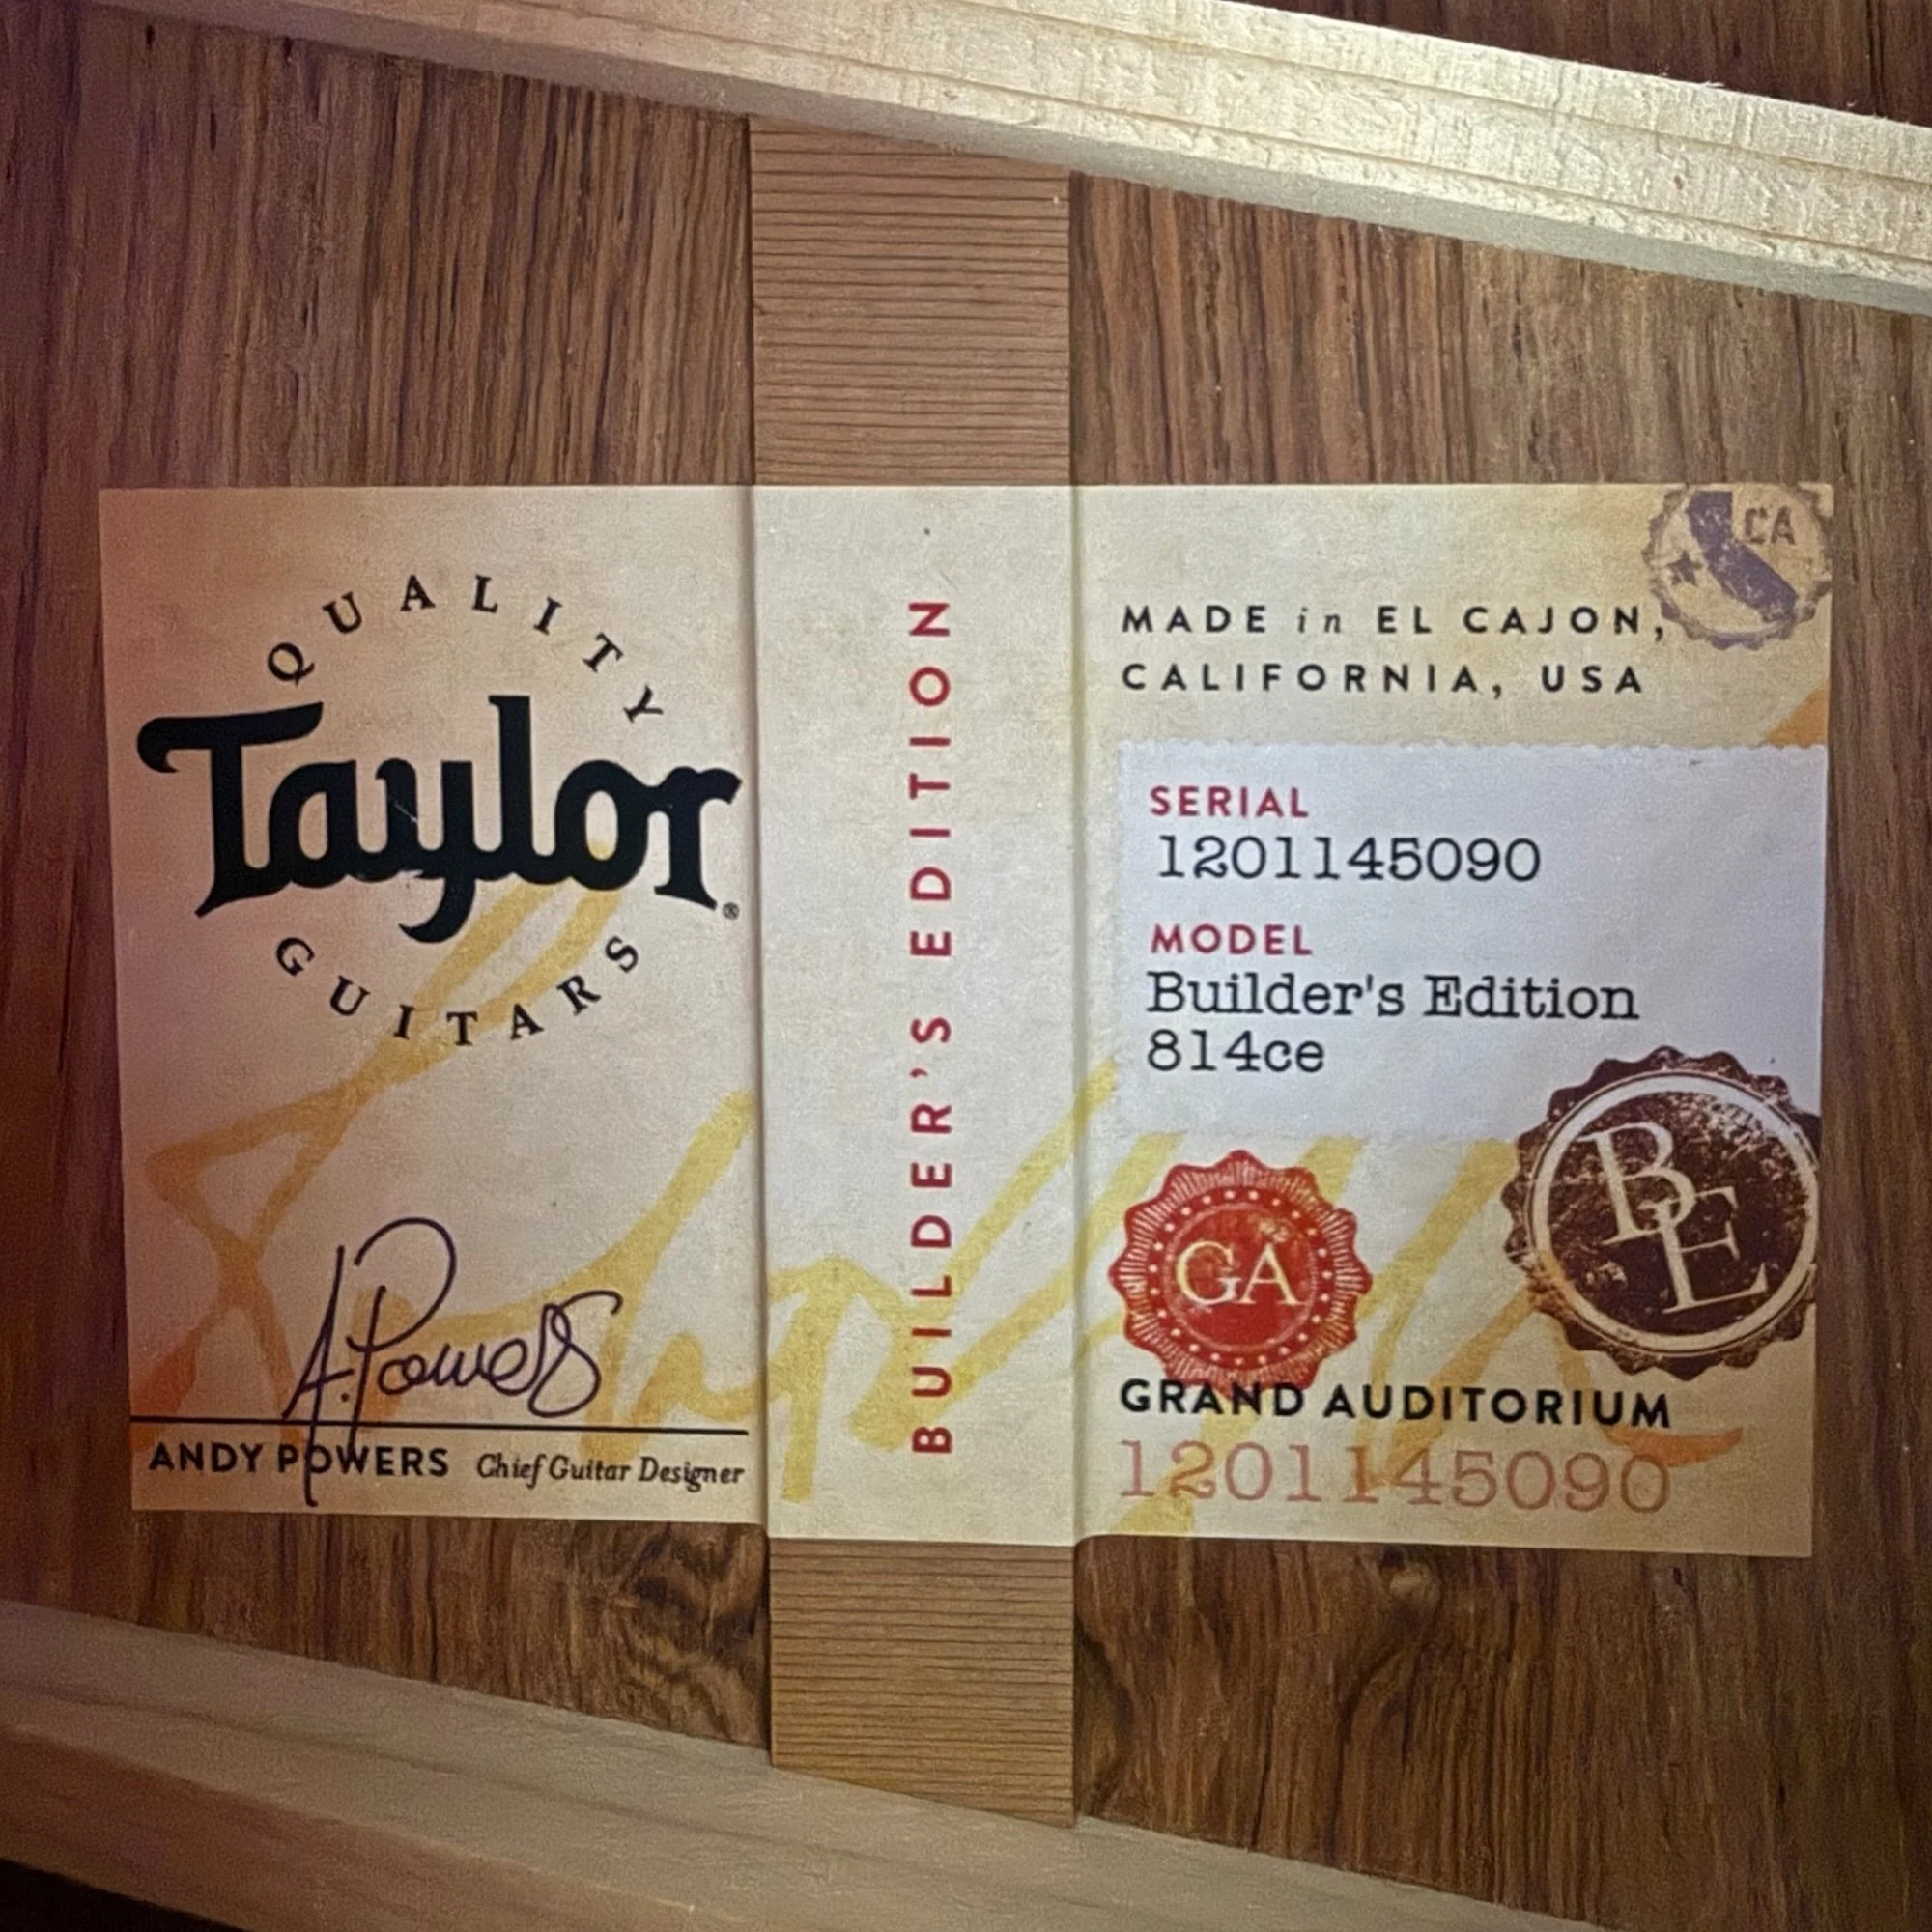 QUALITY
Taylor®
GUITARS
A. Powers
ANDY POWERS Chief Guitar Designer
BUILDER'S EDITION
CA
MADE in EL CAJON,
CALIFORNIA, USA
SERIAL
1201145090
MODEL
Builder's Edition
814ce
BE
GA
GRAND AUDITORIUM
1201145090